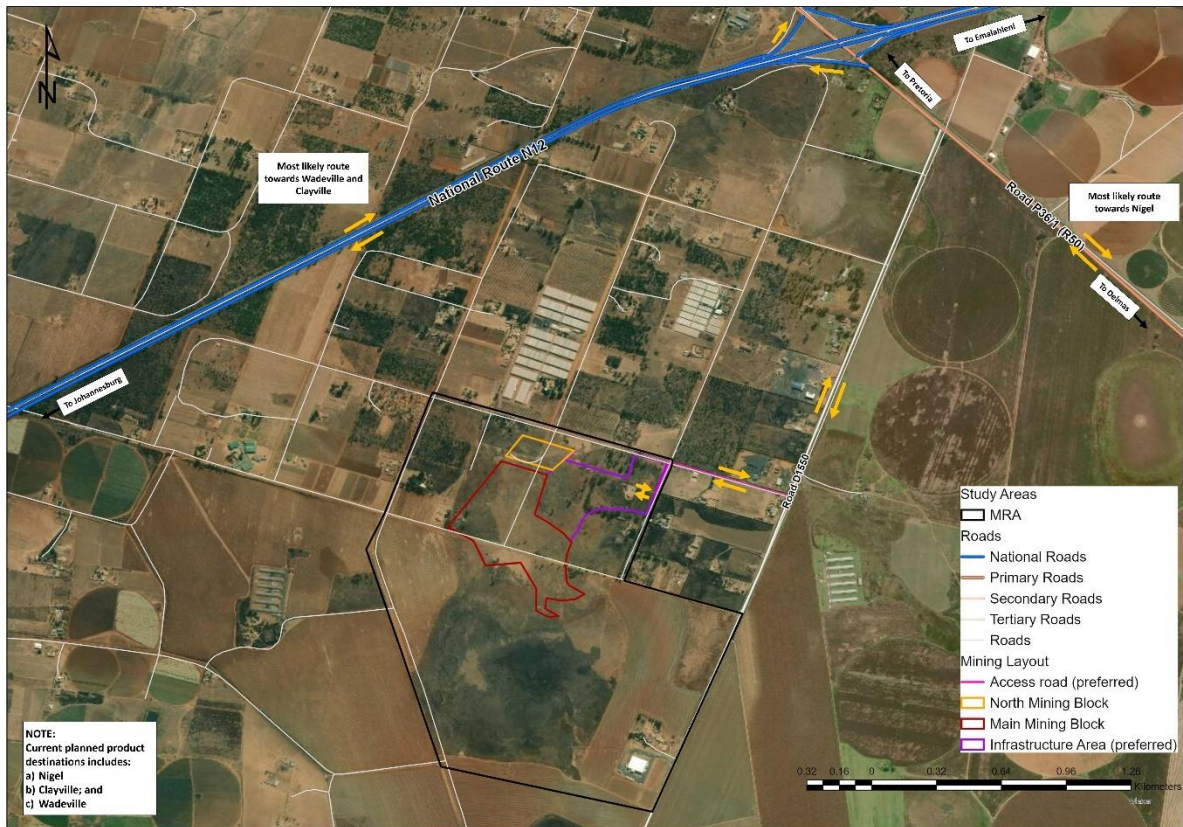 N
To Emalahleni
To Pretoria
Most likely route
towards Wadeville and
Clayville
National Route N12
Most likely route
towards Nigel
Road P36/1 (R50)
To Delmas
To Johannesburg
Road D1550
Study Areas
MRA
Roads
National Roads
Primary Roads
Secondary Roads
Tertiary Roads
Roads
Mining Layout
Access road (preferred)
North Mining Block
Main Mining Block
Infrastructure Area (preferred)
0.32 0.16 0 0.32 0.64 0.96 1.28
Kilometers
NOTE:
Current planned product
destinations includes:
a) Nigel
b) Clayville; and
c) Wadeville